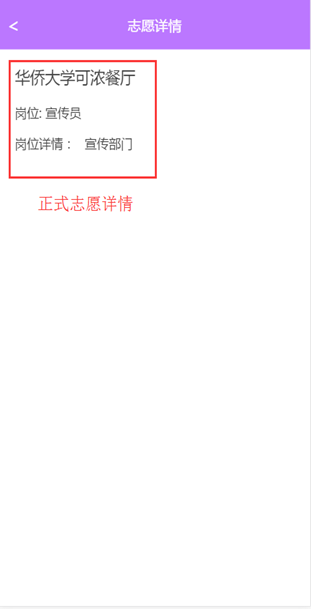 < 志愿详情
华侨大学可浓餐厅
岗位: 宣传员
岗位详情： 宣传部门
正式志愿详情